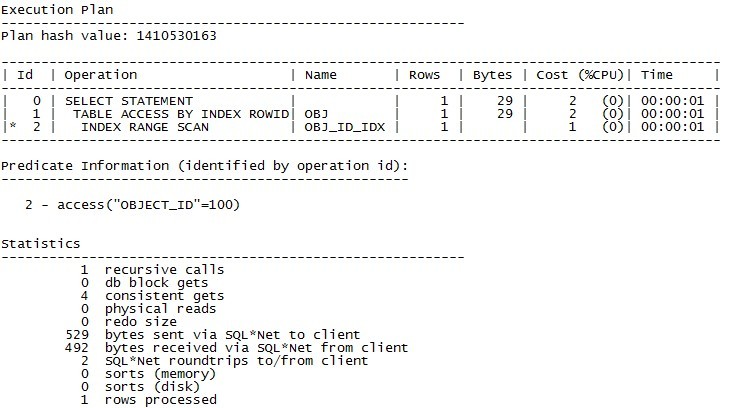 Execution Plan
----------------------------------------------------------
Plan hash value: 1410530163

------------------------------------------------------------------------------------------
| Id  | Operation                   | Name       | Rows  | Bytes | Cost (%CPU)| Time     |
------------------------------------------------------------------------------------------
|   0 | SELECT STATEMENT            |            |     1 |    29 |     2   (0)| 00:00:01 |
|   1 |  TABLE ACCESS BY INDEX ROWID| OBJ        |     1 |    29 |     2   (0)| 00:00:01 |
|*  2 |   INDEX RANGE SCAN          | OBJ_ID_IDX |     1 |       |     1   (0)| 00:00:01 |
------------------------------------------------------------------------------------------

Predicate Information (identified by operation id):
---------------------------------------------------

   2 - access("OBJECT_ID"=100)

Statistics
----------------------------------------------------------
          1  recursive calls
          0  db block gets
          4  consistent gets
          0  physical reads
          0  redo size
        529  bytes sent via SQL*Net to client
        492  bytes received via SQL*Net from client
          2  SQL*Net roundtrips to/from client
          0  sorts (memory)
          0  sorts (disk)
          1  rows processed